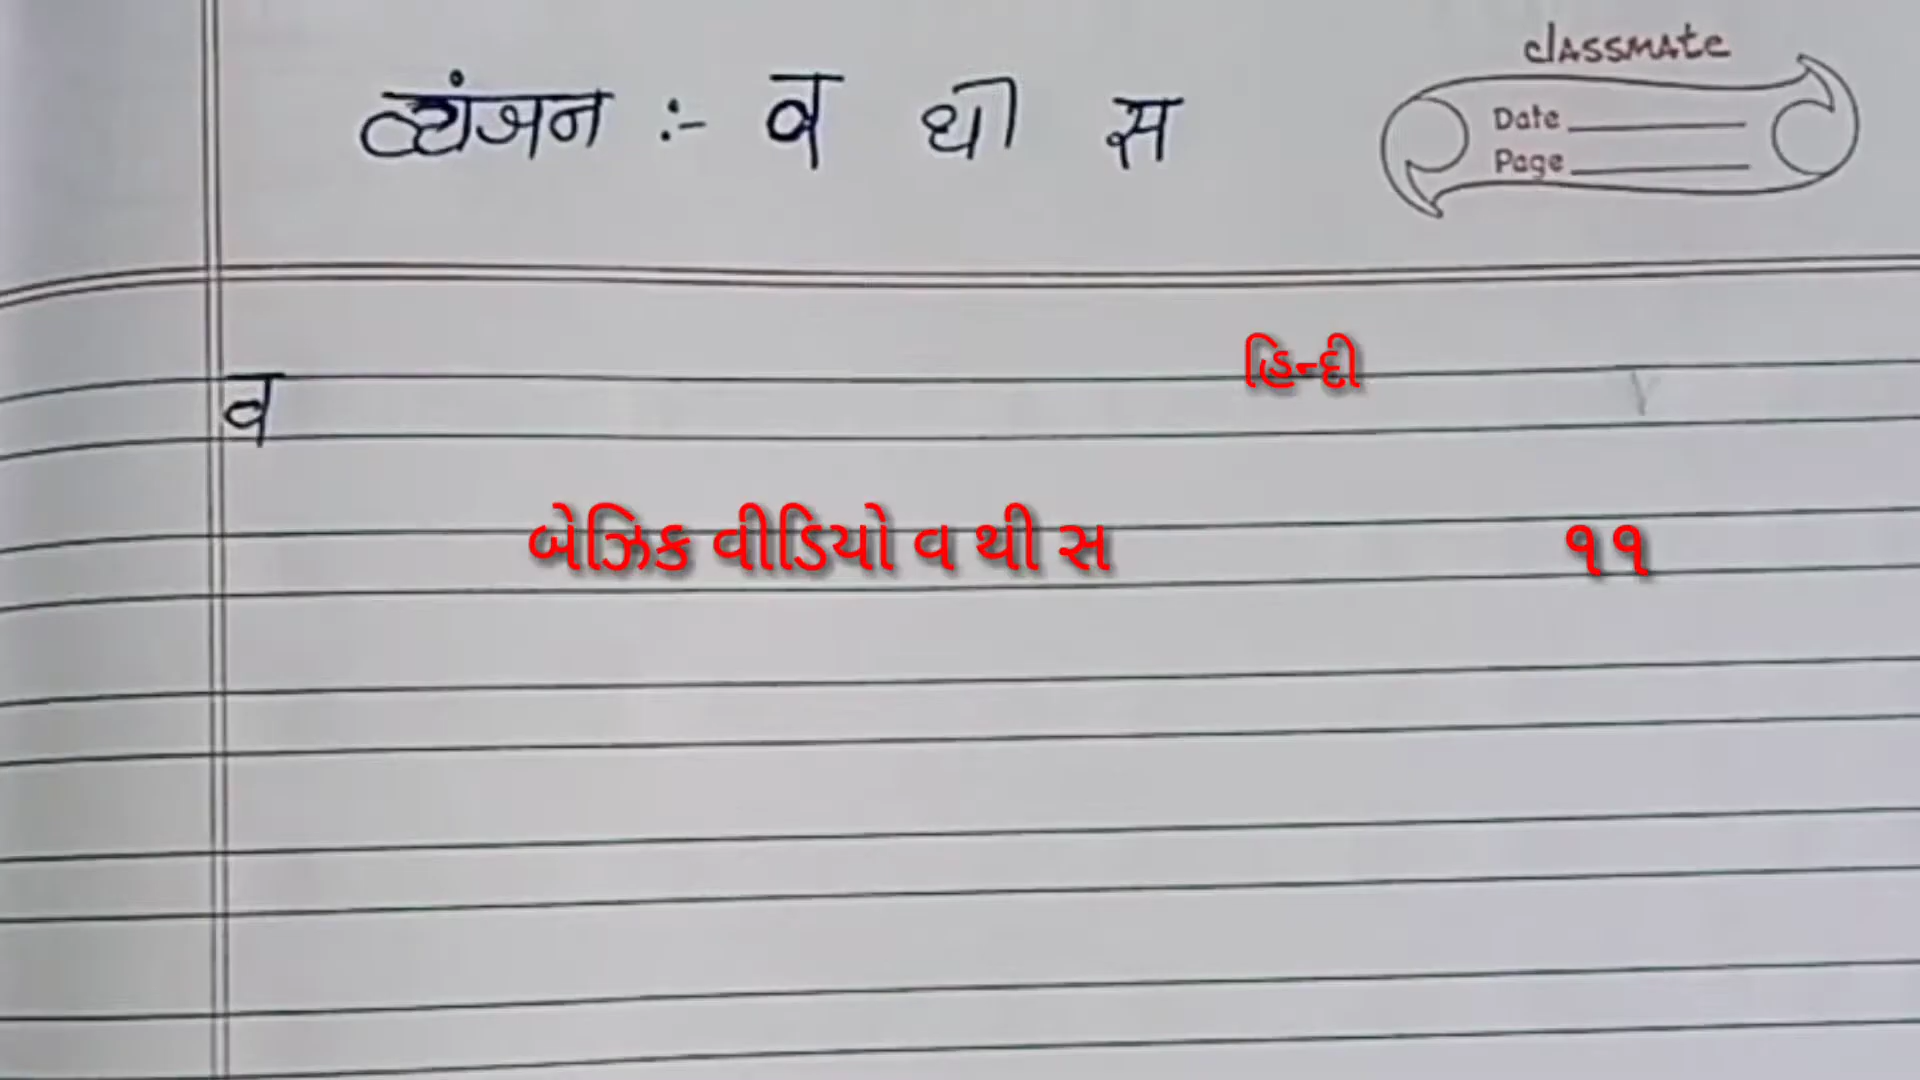 classmate
व्यंजन :- व थी स
Date
Page
હિન્દી
व
બેઝિક વીડિયો વ થી સ ૧૧